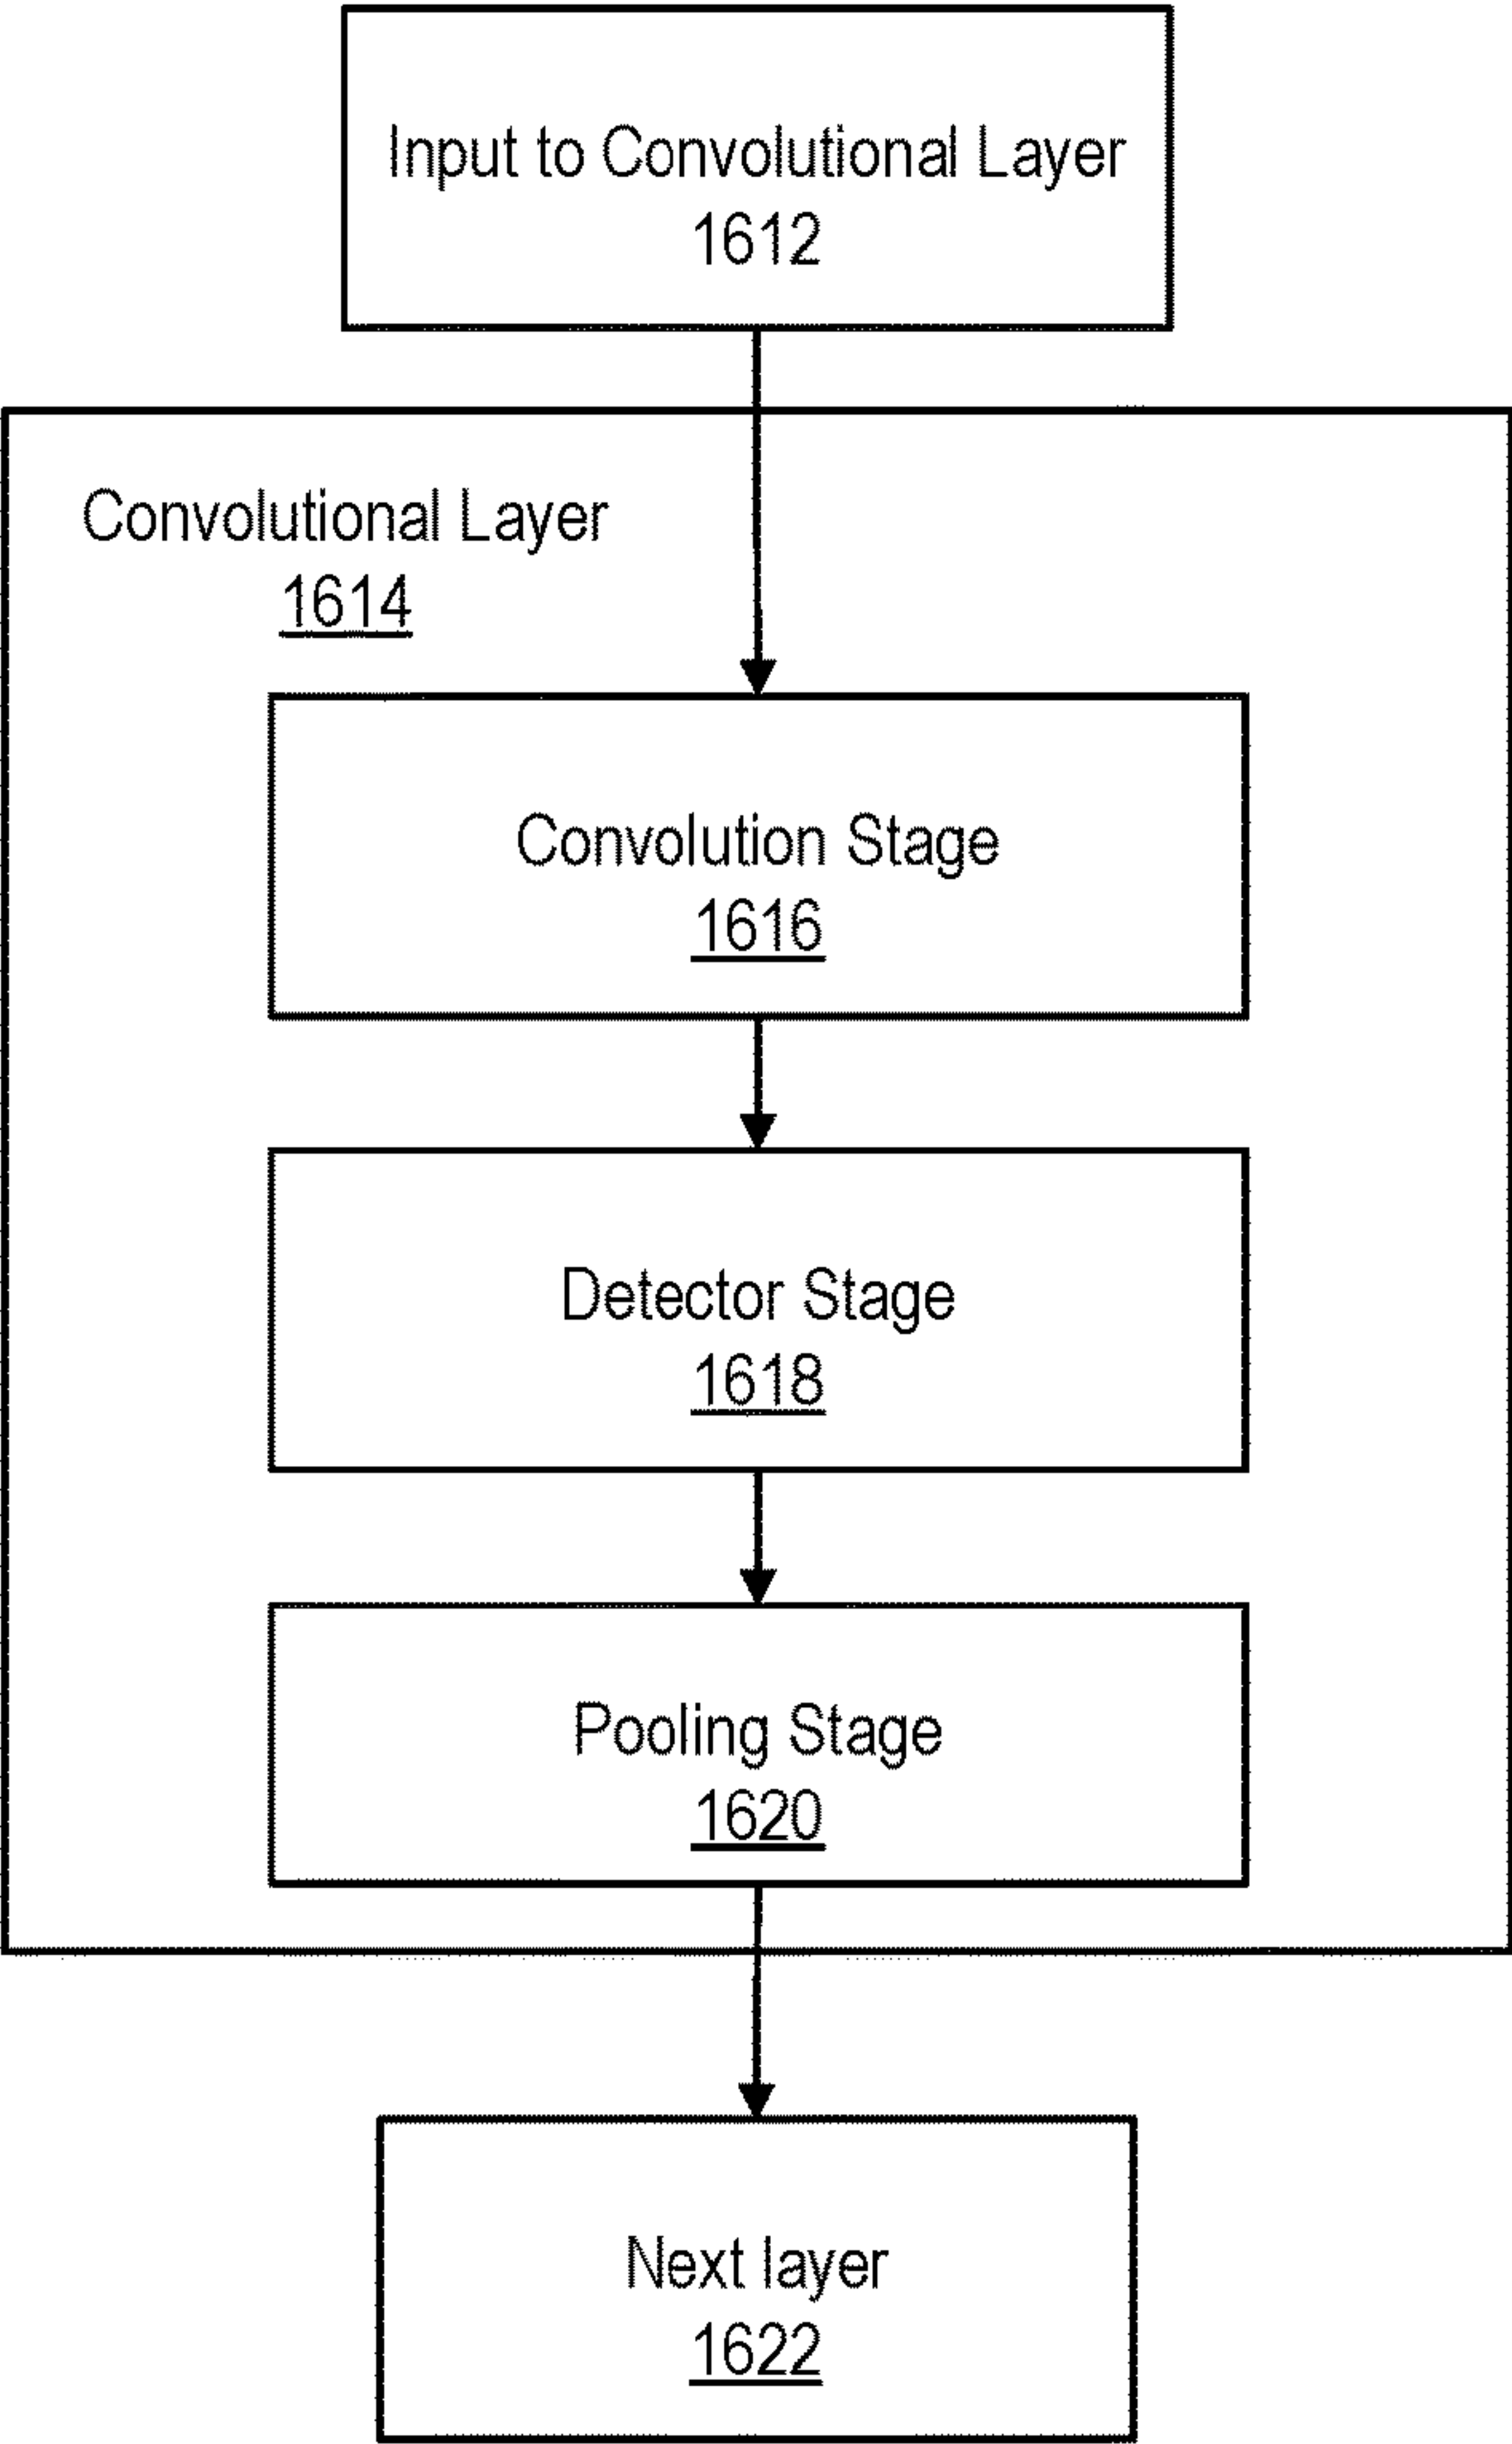 Input to Convolutional Layer
1612
Convolutional Layer
1614
Convolution Stage
1616
Detector Stage
1618
Pooling Stage
1620
Next layer
1622